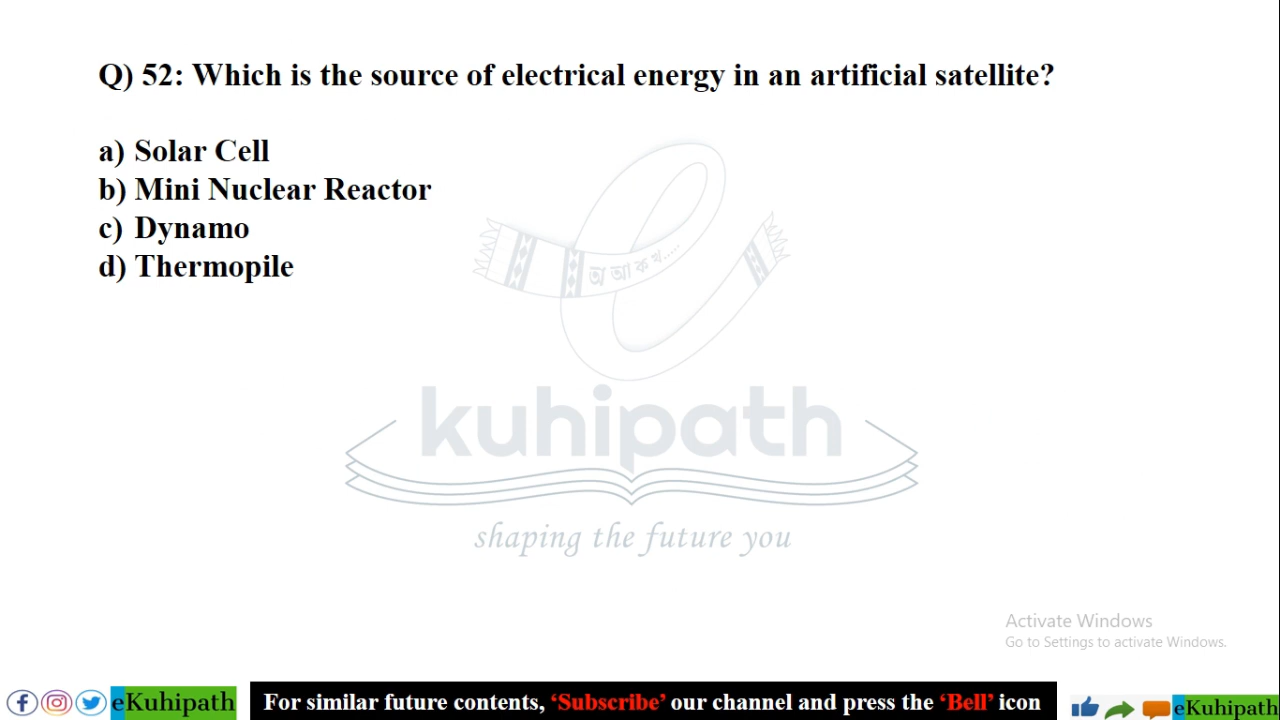 Q) 52: Which is the source of electrical energy in an artificial satellite?
a) Solar Cell
b) Mini Nuclear Reactor
c) Dynamo
d) Thermopile
অ আ ক খ.....
kuhipath
shaping the future you
Activate Windows
Go to Settings to activate Windows.
eKuhipath
For similar future contents, ‘Subscribe’ our channel and press the ‘Bell’ icon
eKuhipath